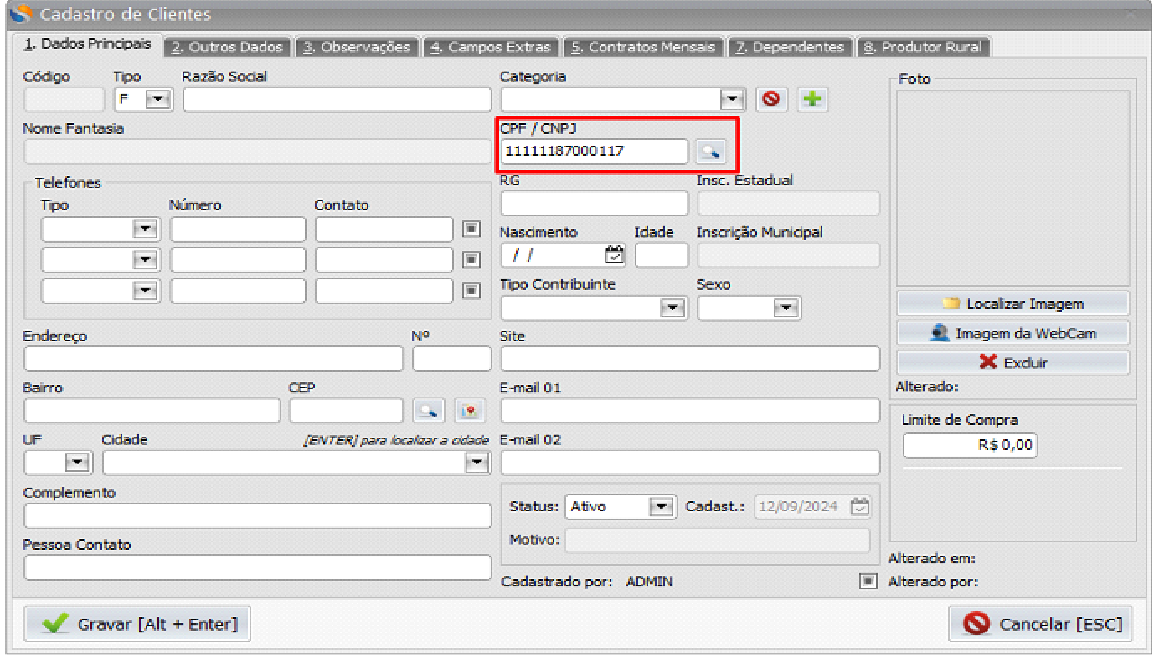 Cadastro de Clientes
1. Dados Principais 2. Outros Dados 3. Observações 4. Campos Extras 5. Contratos Mensais 7. Dependentes 8. Produtor Rural
Código Tipo Razão Social Categoria Foto
F
Nome Fantasia CPF / CNPJ
11111187000117
Telefones RG Insc. Estadual
Tipo Número Contato
Nascimento Idade Inscrição Municipal
/ /
Tipo Contribuinte Sexo
Localizar Imagem
Endereço Nº Site Imagem da WebCam
Excluir
Bairro CEP E-mail 01 Alterado:
Limite de Compra
UF Cidade [ENTER] para localizar a cidade E-mail 02 R$ 0,00
Complemento
Status: Ativo Cadast.: 12/09/2024
Pessoa Contato Motivo:
Alterado em:
Cadastrado por: ADMIN Alterado por:
Gravar [Alt + Enter] Cancelar [ESC]